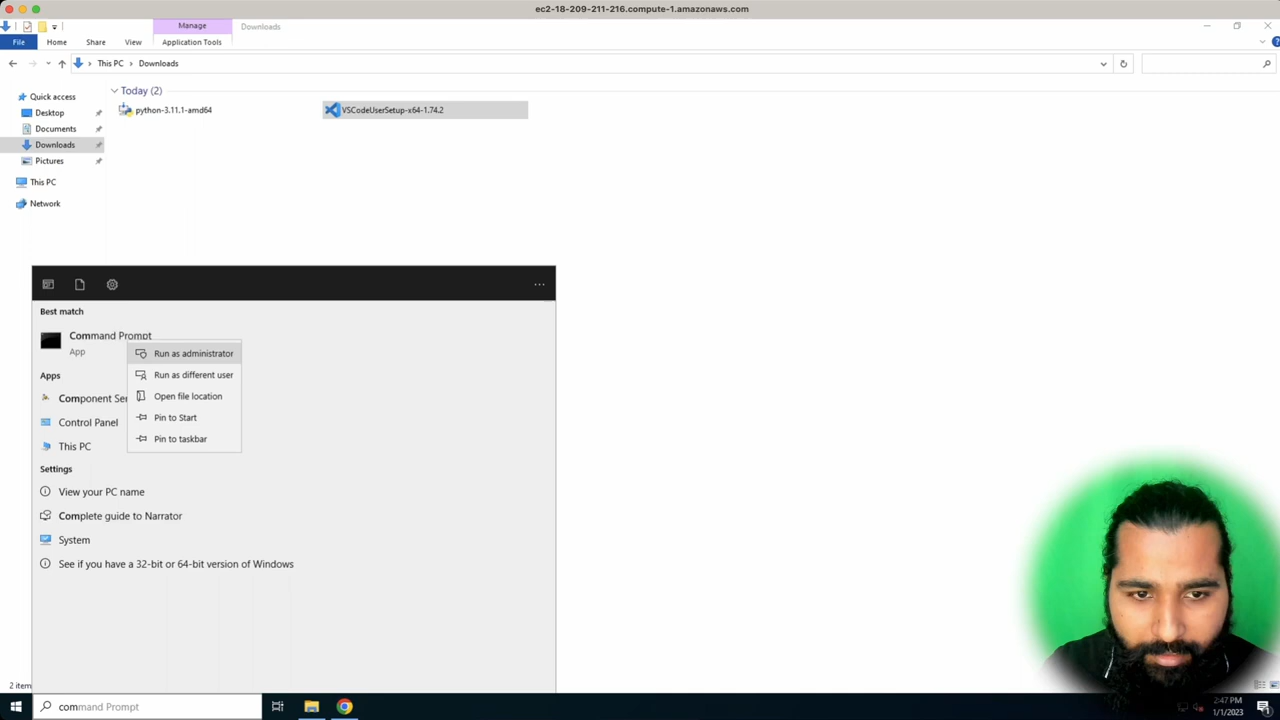 ec2-18-209-211-216.compute-1.amazonaws.com
Manage
Downloads
File
Home
Share
View
Application Tools
This PC
Downloads
Quick access
Desktop
Documents
Downloads
Pictures
This PC
Network
Today (2)
python-3.11.1-amd64
VSCodeUserSetup-x64-1.74.2
Best match
Command Prompt
App
Run as administrator
Run as different user
Open file location
Pin to Start
Pin to taskbar
Apps
Component Ser
Control Panel
This PC
Settings
View your PC name
Complete guide to Narrator
System
See if you have a 32-bit or 64-bit version of Windows
2 item
command Prompt
2:47 PM
1/1/2023